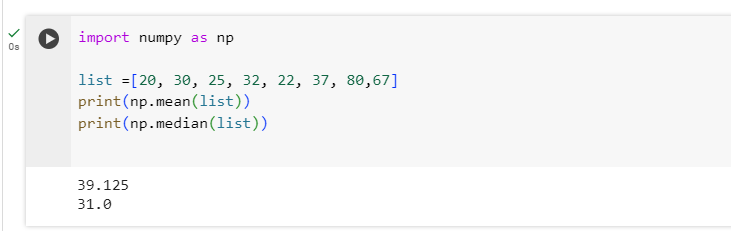 0s
import numpy as np
list =[20, 30, 25, 32, 22, 37, 80,67]
print(np.mean(list))
print(np.median(list))
39.125
31.0